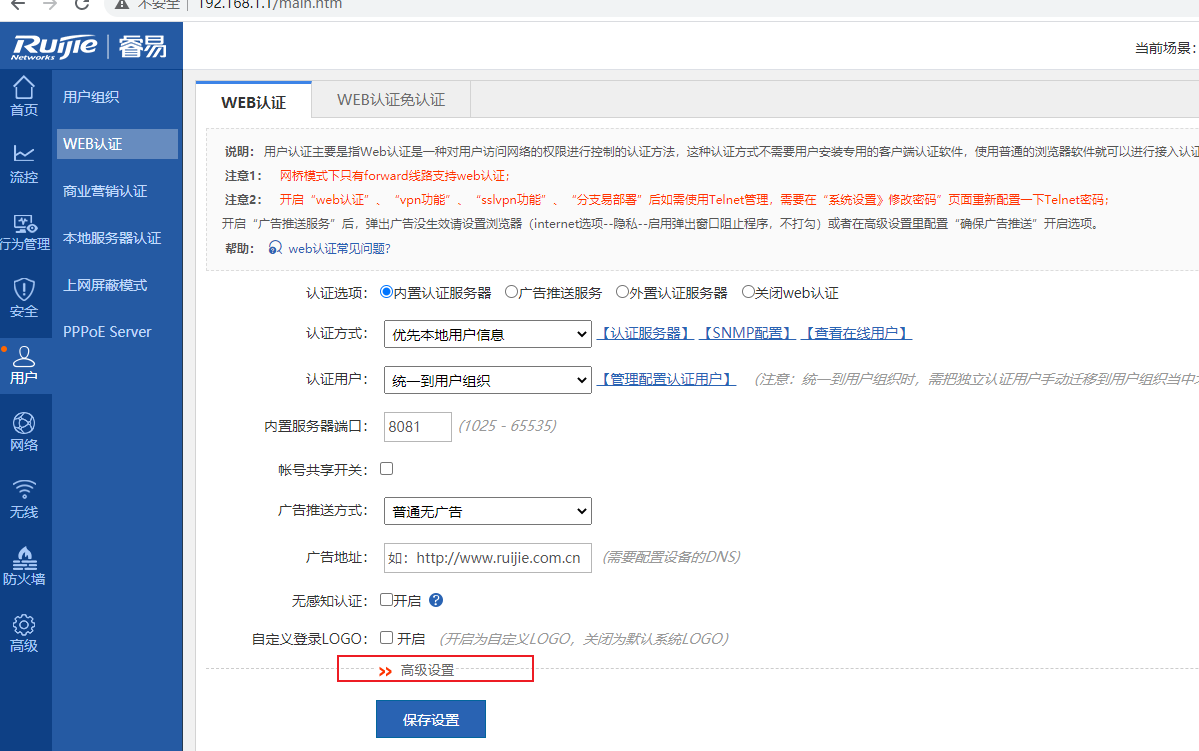 不安全 192.168.1.1/main.htm
Ruijie Networks 睿易
当前场景：
首页
流控
行为管理
安全
用户
网络
无线
防火墙
高级
用户组织
WEB认证
商业营销认证
本地服务器认证
上网屏蔽模式
PPPoE Server
WEB认证 WEB认证免认证
说明： 用户认证主要是指Web认证是一种对用户访问网络的权限进行控制的认证方法，这种认证方式不需要用户安装专用的客户端认证软件，使用普通的浏览器软件就可以进行接入认证
注意1： 网桥模式下只有forward线路支持web认证;
注意2： 开启“web认证”、“vpn功能”、“sslvpn功能”、“分支易部署”后如需使用Telnet管理，需要在“系统设置》修改密码”页面重新配置一下Telnet密码;
开启“广告推送服务”后，弹出广告没生效请设置浏览器（internet选项--隐私--启用弹出窗口阻止程序，不打勾）或者在高级设置里配置“确保广告推送”开启选项。
帮助： web认证常见问题?
认证选项： 内置认证服务器 广告推送服务 外置认证服务器 关闭web认证
认证方式： 优先本地用户信息 【认证服务器】 【SNMP配置】 【查看在线用户】
认证用户： 统一到用户组织 【管理配置认证用户】 (注意：统一到用户组织时，需把独立认证用户手动迁移到用户组织当中
内置服务器端口： 8081 (1025 - 65535)
帐号共享开关：
广告推送方式： 普通无广告
广告地址： 如：http://www.ruijie.com.cn (需要配置设备的DNS)
无感知认证： 开启 ?
自定义登录LOGO： 开启 (开启为自定义LOGO，关闭为默认系统LOGO)
高级设置
保存设置